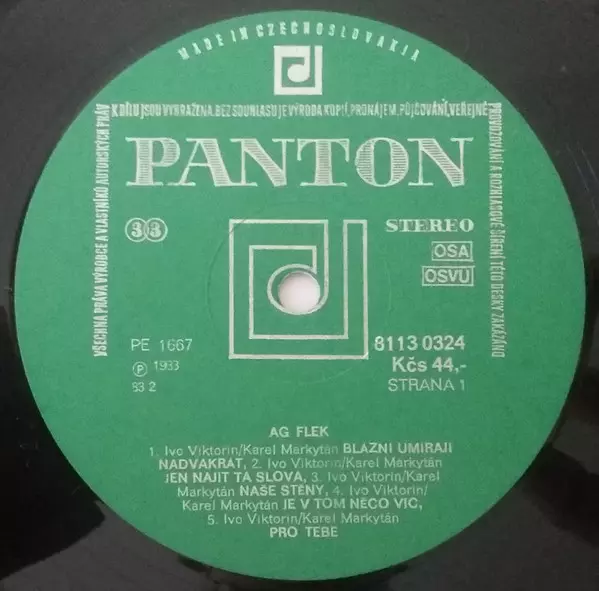 MADE IN CZECHOSLOVAKIA
VŠECHNA PRÁVA VÝROBCE A VLASTNÍKŮ AUTORSKÝCH PRÁV
K DÍLU JSOU VYHRAŽENA. BEZ SOUHLASU JE VÝROBA KOPIÍ, PRONÁJEM, PŮJČOVÁNÍ, VEŘEJNÉ
PROVOZOVÁNÍ A ROZHLASOVÉ ŠÍŘENÍ TÉTO DESKY ZAKÁZÁNO
PANTON
33
STEREO
OSA
OSVU
PE 1667
8113 0324
Ⓟ 1983
Kčs 44,-
83 2
STRANA 1
AG FLEK
1. Ivo Viktorin/Karel Markytán BLÁZNI UMÍRAJÍ
NADVAKRÁT, 2. Ivo Viktorin/Karel Markytán
JEN NAJÍT TA SLOVA, 3. Ivo Viktorin/Karel
Markytán NAŠE STĚNY, 4. Ivo Viktorin/
Karel Markytán JE V TOM NĚCO VÍC,
5. Ivo Viktorin/Karel Markytán
PRO TEBE